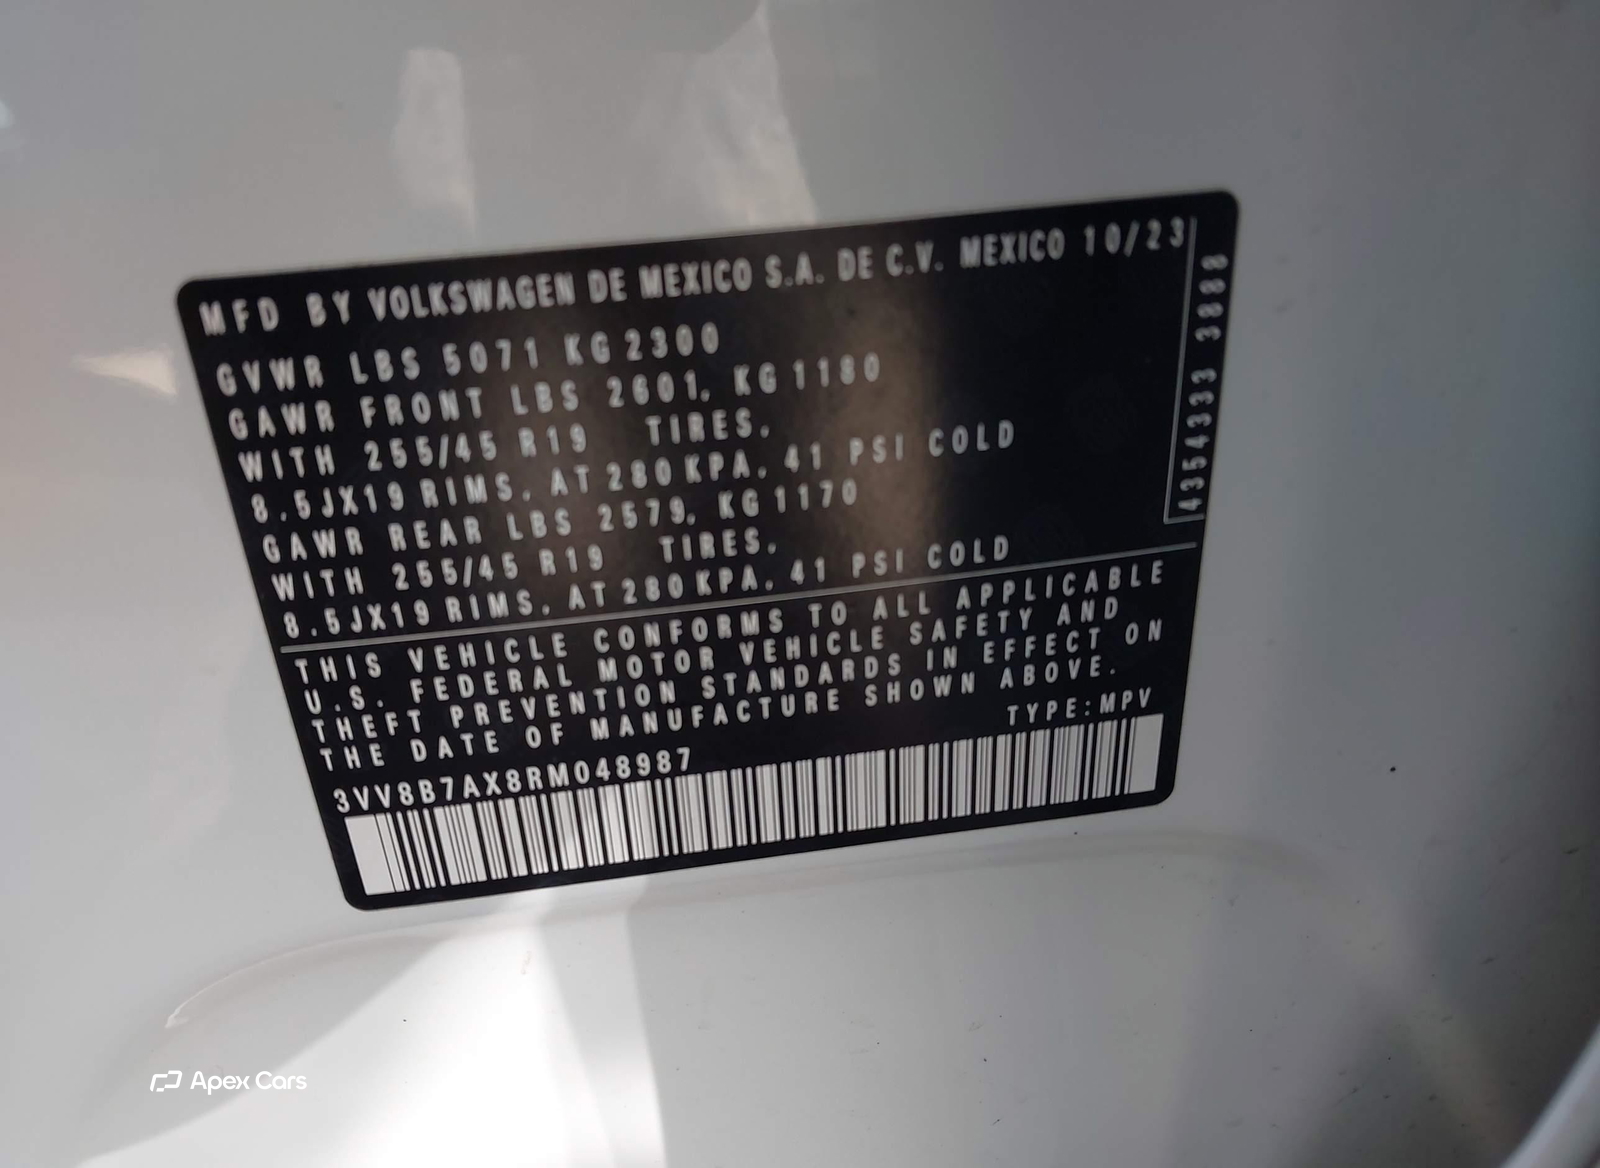 MFD BY VOLKSWAGEN DE MEXICO S.A. DE C.V. MEXICO 10/23
GVWR LBS 5071 KG 2300
GAWR FRONT LBS 2601, KG 1180
WITH 255/45 R19 TIRES,
8.5JX19 RIMS, AT 280 KPA, 41 PSI COLD
GAWR REAR LBS 2579, KG 1170
WITH 255/45 R19 TIRES,
8.5JX19 RIMS, AT 280 KPA, 41 PSI COLD
4354333 3888
THIS VEHICLE CONFORMS TO ALL APPLICABLE
U.S. FEDERAL MOTOR VEHICLE SAFETY AND
THEFT PREVENTION STANDARDS IN EFFECT ON
THE DATE OF MANUFACTURE SHOWN ABOVE.
TYPE:MPV
3VV8B7AX8RM048987
Apex Cars